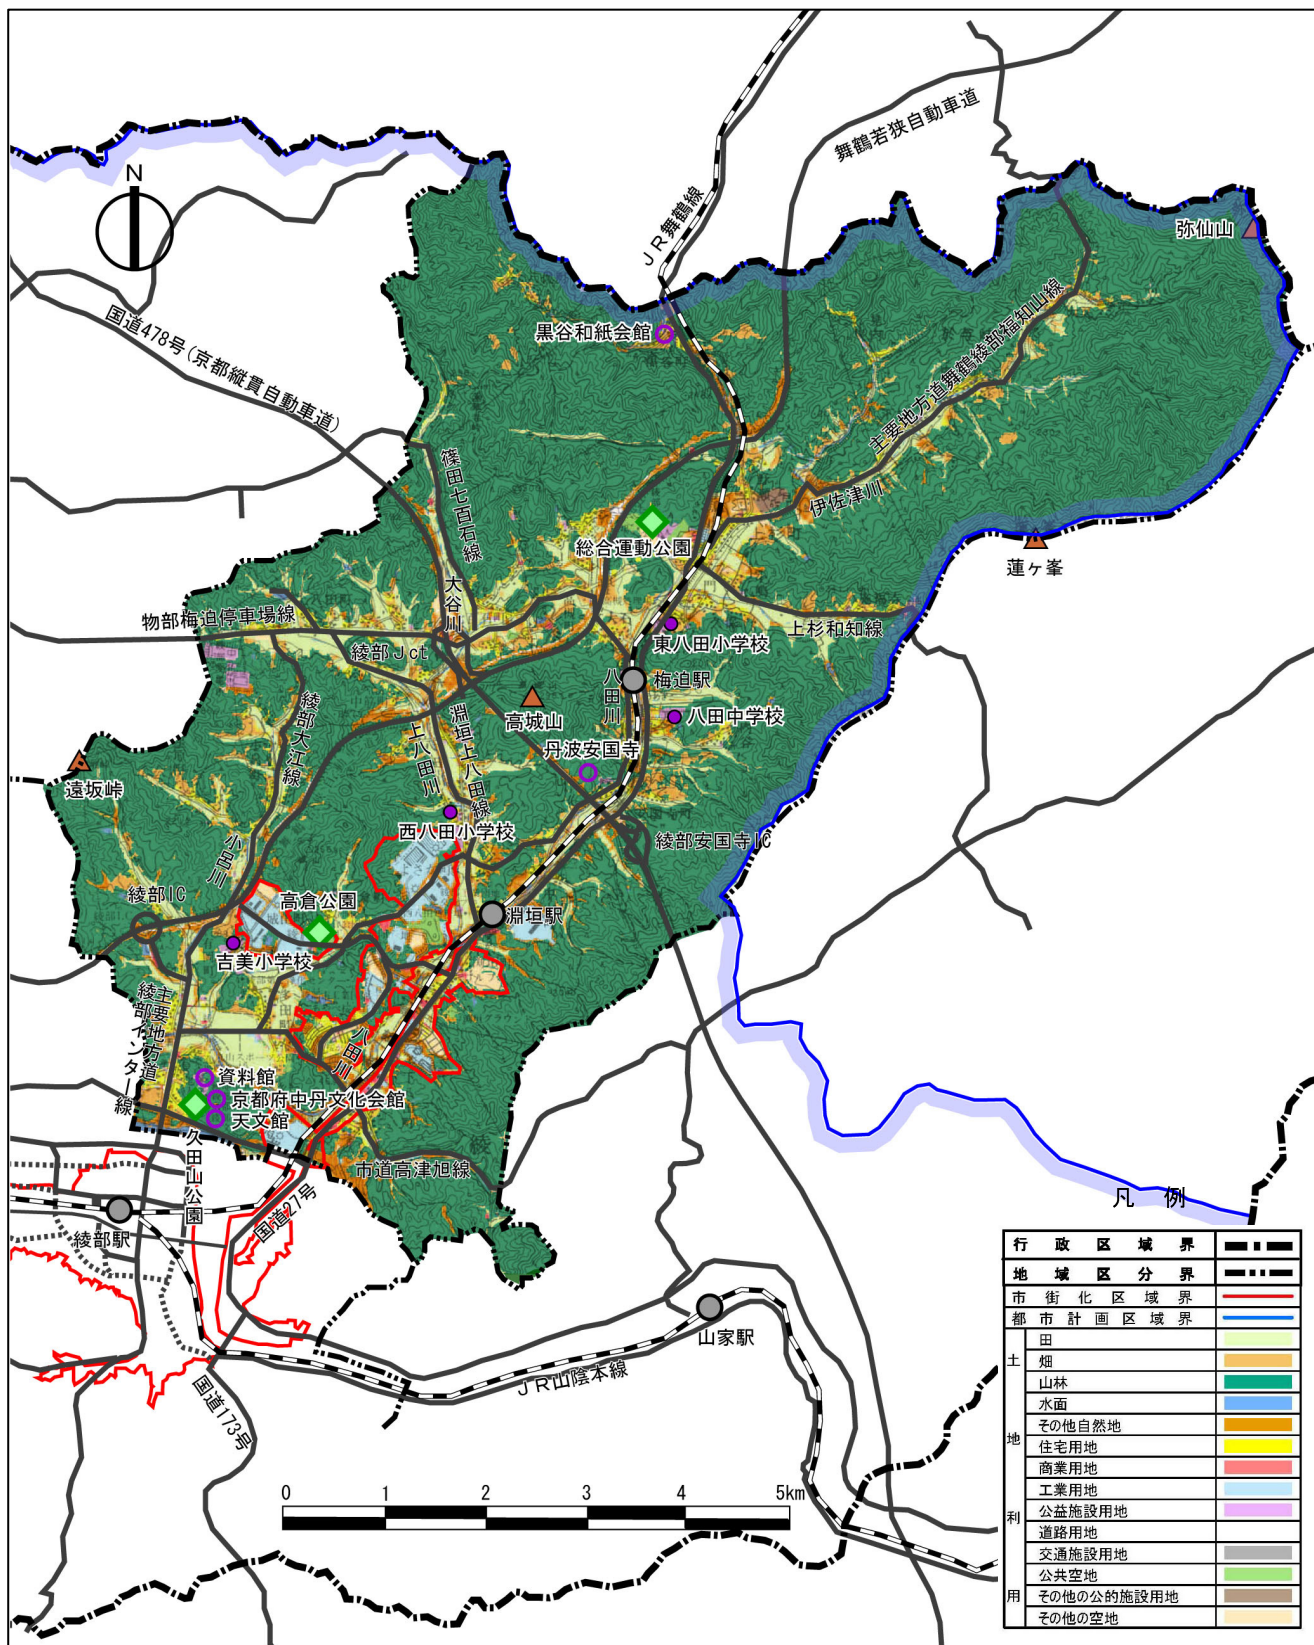 N
舞鶴若狭自動車道
JR舞鶴線
弥仙山
国道478号(京都縦貫自動車道)
黒谷和紙会館
主要地方道舞鶴綾部福知山線
篠田七百石線
伊佐津川
総合運動公園
蓮ヶ峯
大谷川
物部梅迫停車場線
東八田小学校
上杉和知線
綾部Jct
八田川
梅迫駅
綾部大江線
高城山
八田中学校
上八田川
淵垣上八田線
丹波安国寺
遠坂峠
西八田小学校
綾部安国寺IC
小呂川
綾部IC
高倉公園
淵垣駅
吉美小学校
主要地方道
綾部インター線
八田川
資料館
京都府中丹文化会館
天文館
久田山公園
市道高津旭線
国道27号
綾部駅
山家駅
JR山陰本線
国道173号
0 1 2 3 4 5km
凡例
行政区域界
地域区分界
市街化区域界
都市計画区域界
土地利用
田
畑
山林
水面
その他自然地
住宅用地
商業用地
工業用地
公益施設用地
道路用地
交通施設用地
公共空地
その他の公的施設用地
その他の空地